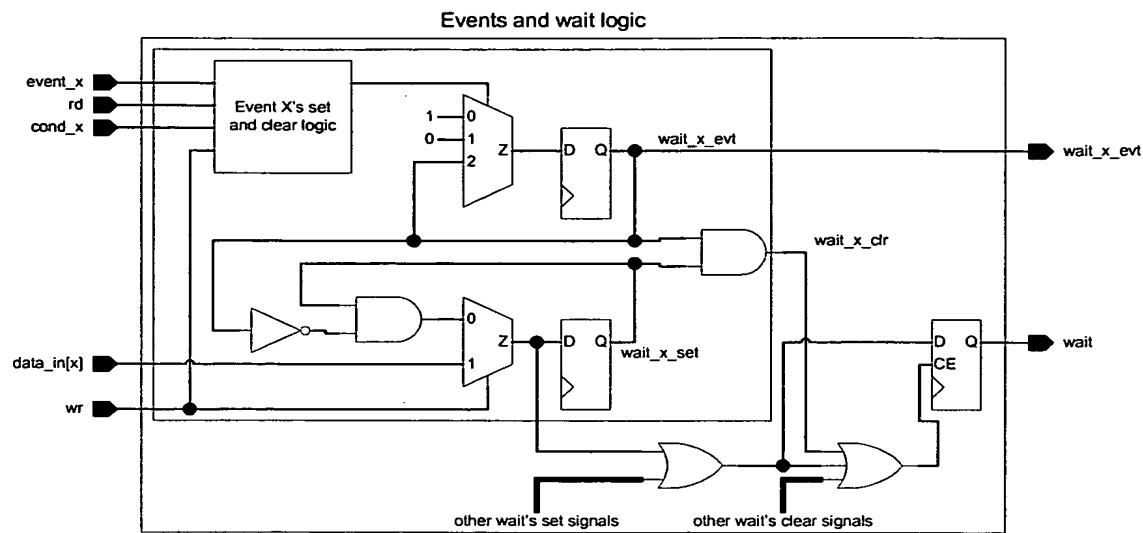 Events and wait logic
event_x
rd
cond_x
Event X's set
and clear logic
1
0
0
1
2
Z
D
Q
wait_x_evt
wait_x_evt
wait_x_clr
0
1
Z
D
Q
wait_x_set
data_in[x]
wr
D
Q
CE
wait
other wait's set signals
other wait's clear signals